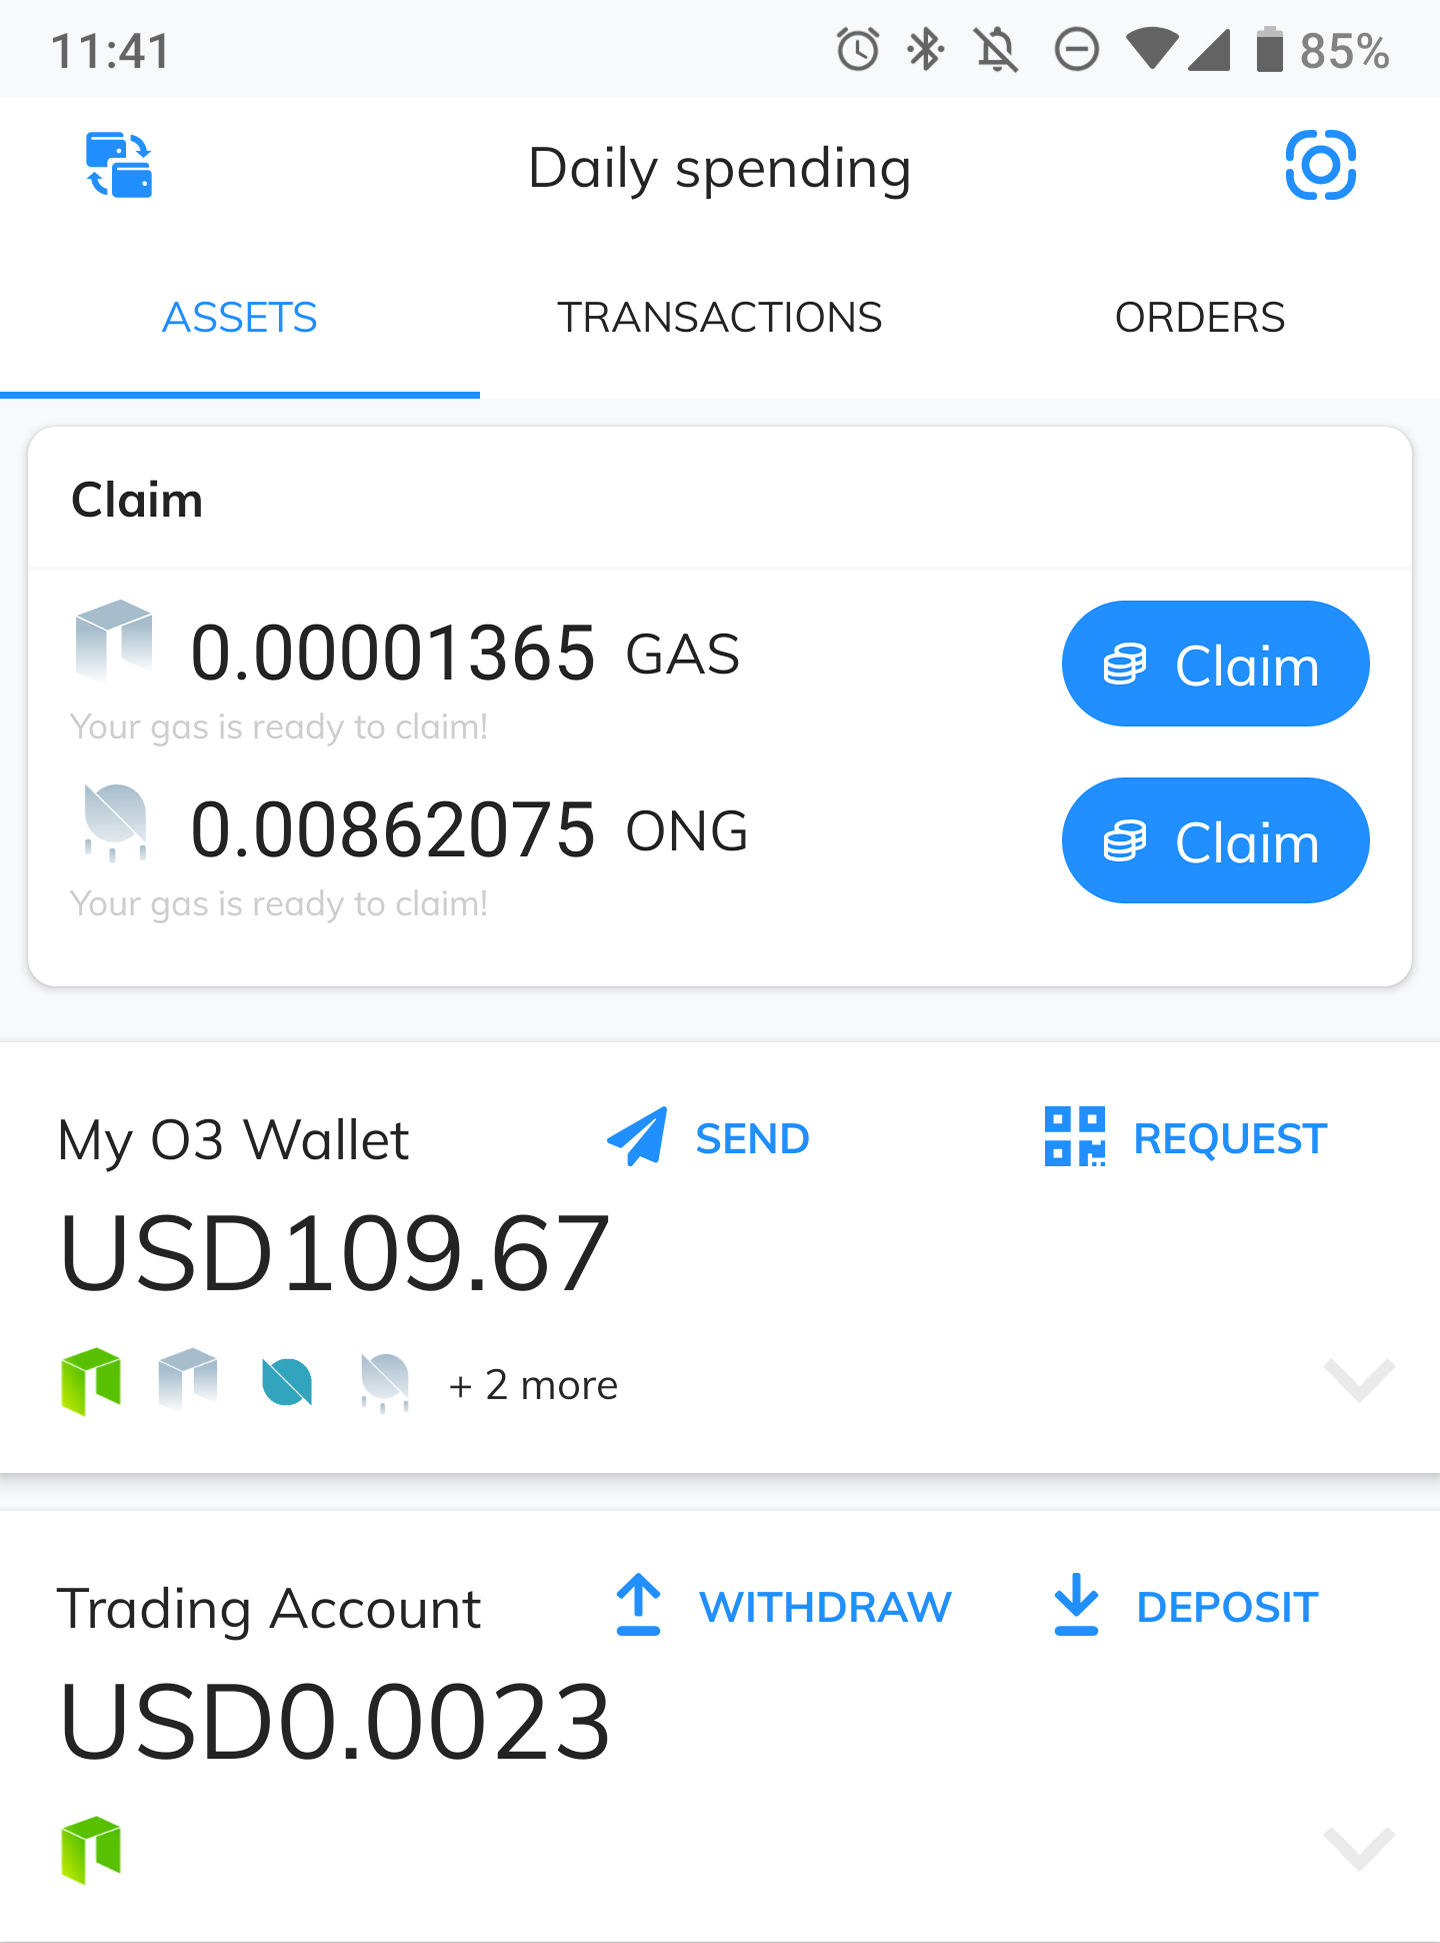 11:41 85%
Daily spending
ASSETS TRANSACTIONS ORDERS
Claim
0.00001365 GAS Claim
Your gas is ready to claim!
0.00862075 ONG Claim
Your gas is ready to claim!
My O3 Wallet SEND REQUEST
USD109.67
+ 2 more
Trading Account WITHDRAW DEPOSIT
USD0.0023